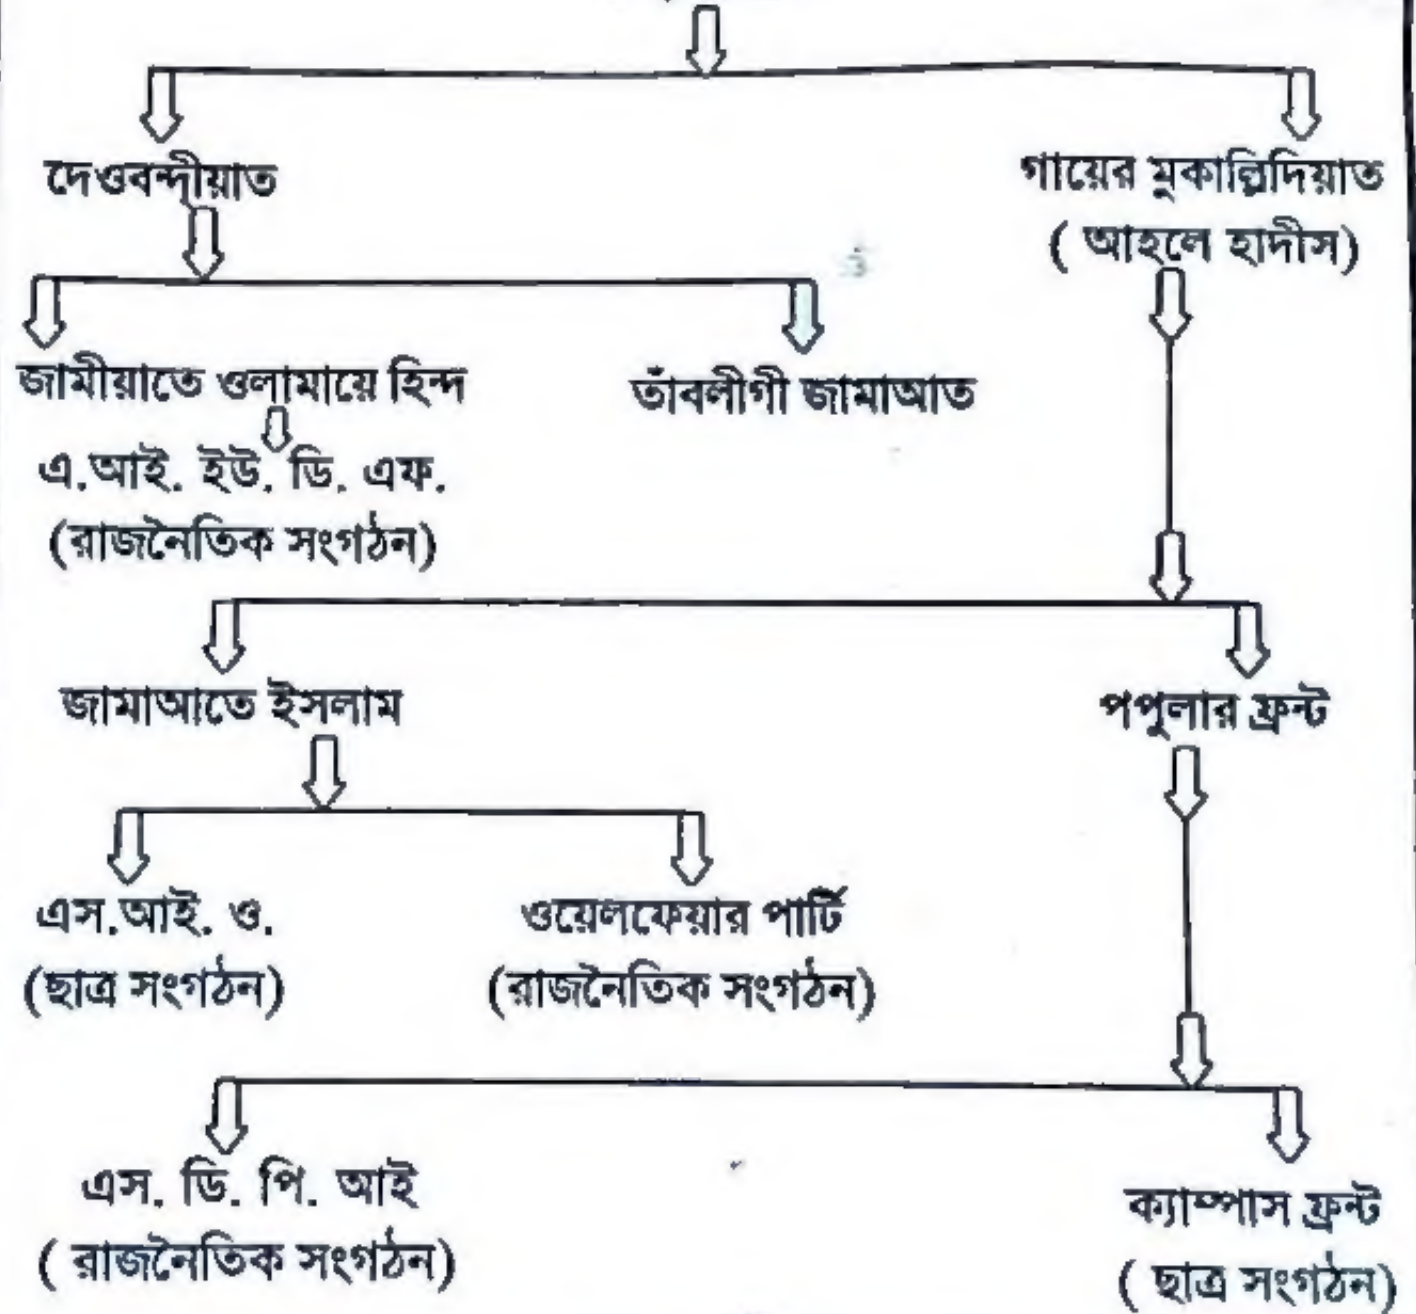 দেওবন্দীয়াত
গায়ের মুকাল্লিদিয়াত
( আহলে হাদীস)
জামীয়াতে ওলামায়ে হিন্দ
তাঁবলীগী জামাআত
এ.আই. ইউ. ডি. এফ.
(রাজনৈতিক সংগঠন)
জামাআতে ইসলাম
পপুলার ফ্রন্ট
এস.আই. ও.
(ছাত্র সংগঠন)
ওয়েলফেয়ার পার্টি
(রাজনৈতিক সংগঠন)
এস. ডি. পি. আই
( রাজনৈতিক সংগঠন)
ক্যাম্পাস ফ্রন্ট
( ছাত্র সংগঠন)